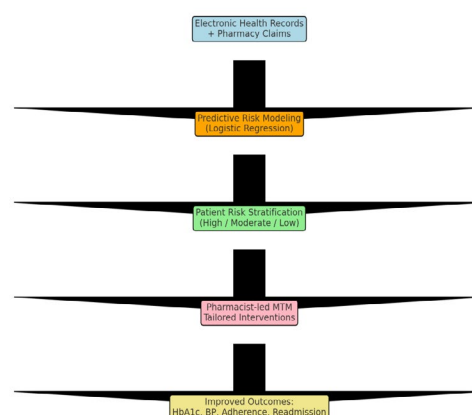 Electronic Health Records
+ Pharmacy Claims
Predictive Risk Modeling
(Logistic Regression)
Patient Risk Stratification
(High / Moderate / Low)
Pharmacist-led MTM
Tailored Interventions
Improved Outcomes:
HbA1c, BP, Adherence, Readmission